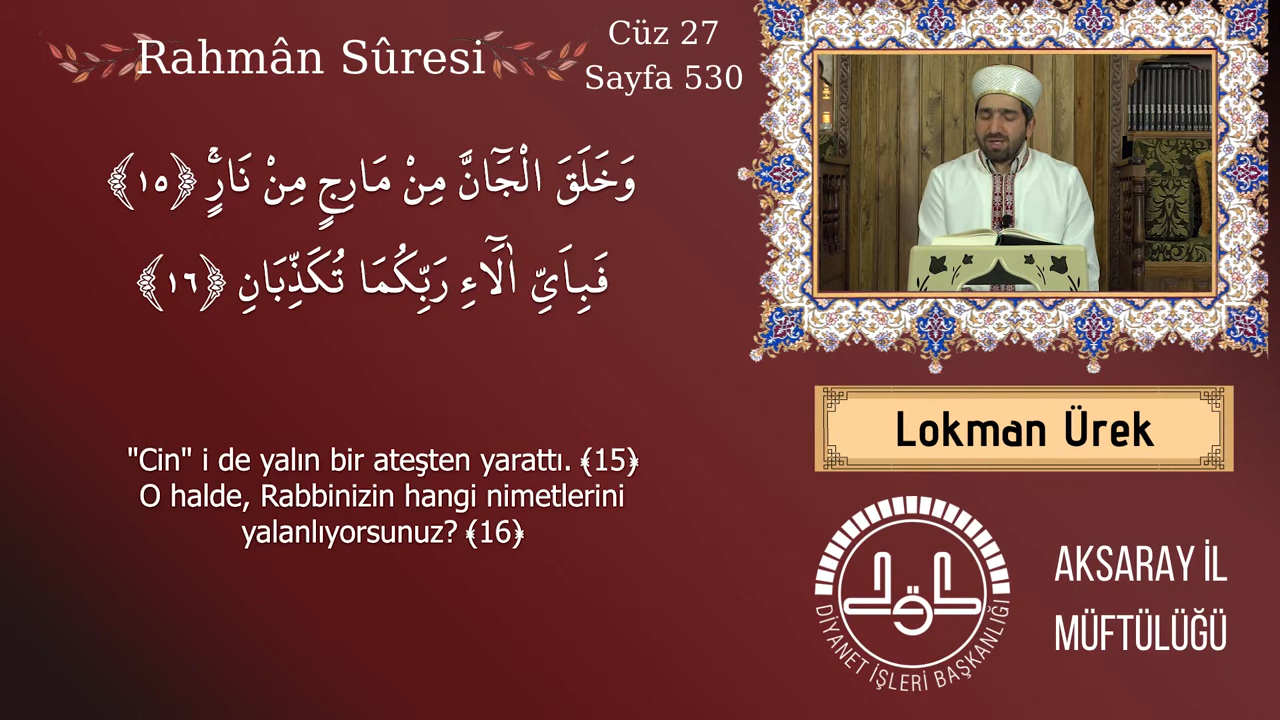 Rahmân Sûresi
Cüz 27
Sayfa 530
وَخَلَقَ الْجَٓانَّ مِنْ مَارِجٍ مِنْ نَارٍۚ ﴿١٥﴾
فَبِاَيِّ اٰلَٓاءِ رَبِّكُمَا تُكَذِّبَانِ ﴿١٦﴾
"Cin" i de yalın bir ateşten yarattı. ﴾15﴿
O halde, Rabbinizin hangi nimetlerini
yalanlıyorsunuz? ﴾16﴿
Lokman Ürek
DİYANET İŞLERİ BAŞKANLIĞI
AKSARAY İL
MÜFTÜLÜĞÜ